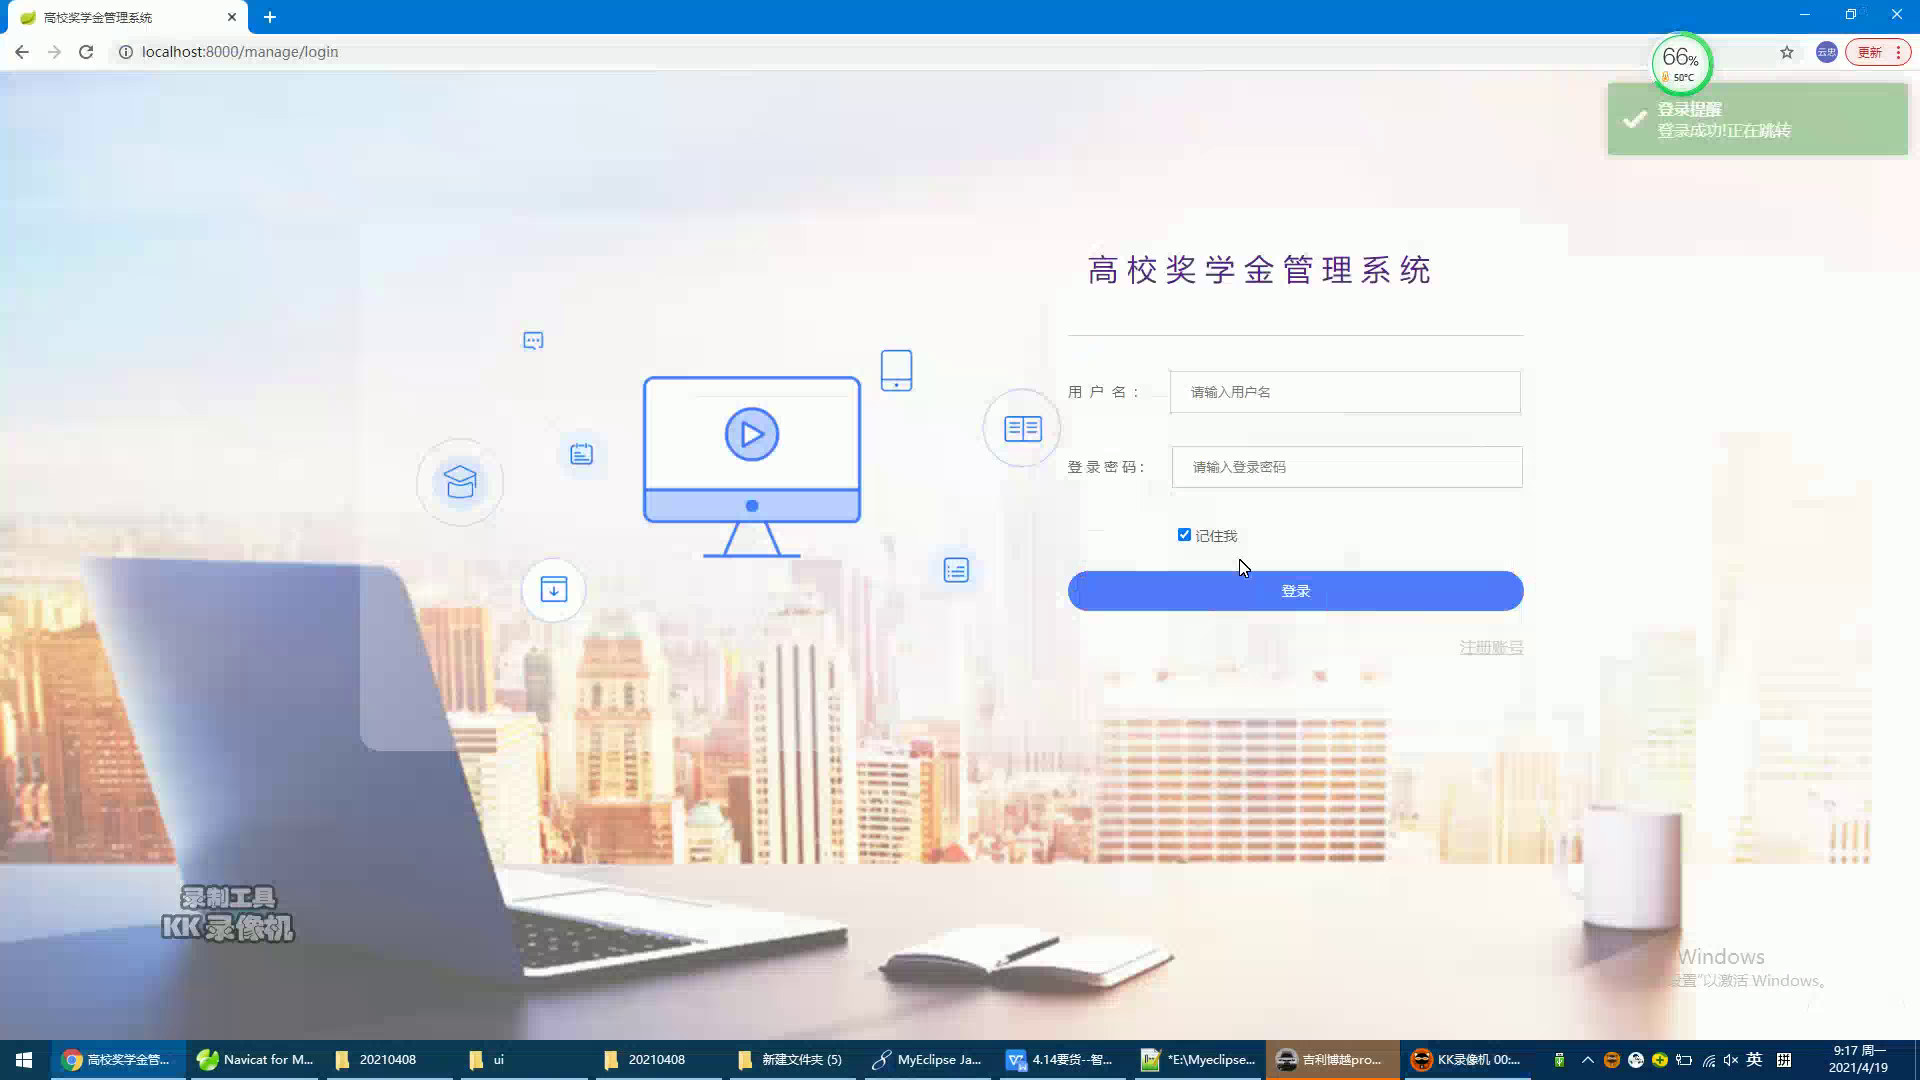 高校奖学金管理系统
localhost:8000/manage/login
云忠
更新
66%
50°C
登录提醒
登录成功!正在跳转
高校奖学金管理系统
用户名：
请输入用户名
登录密码：
请输入登录密码
记住我
登录
注册账号
录制工具
KK 录像机
Windows
设置"以激活 Windows。
高校奖学金管...
Navicat for M...
20210408
ui
20210408
新建文件夹 (5)
MyEclipse Ja...
4.14要货--智...
*E:\Myeclipse...
吉利博越pro...
KK录像机 00:...
英
拼
9:17 周一
2021/4/19